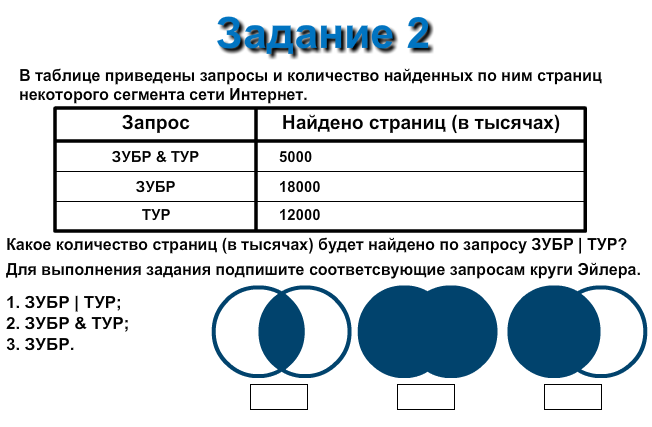 Задание 2
В таблице приведены запросы и количество найденных по ним страниц
некоторого сегмента сети Интернет.
Запрос Найдено страниц (в тысячах)
ЗУБР & ТУР 5000
ЗУБР 18000
ТУР 12000
Какое количество страниц (в тысячах) будет найдено по запросу ЗУБР | ТУР?
Для выполнения задания подпишите соответсвующие запросам круги Эйлера.
1. ЗУБР | ТУР;
2. ЗУБР & ТУР;
3. ЗУБР.